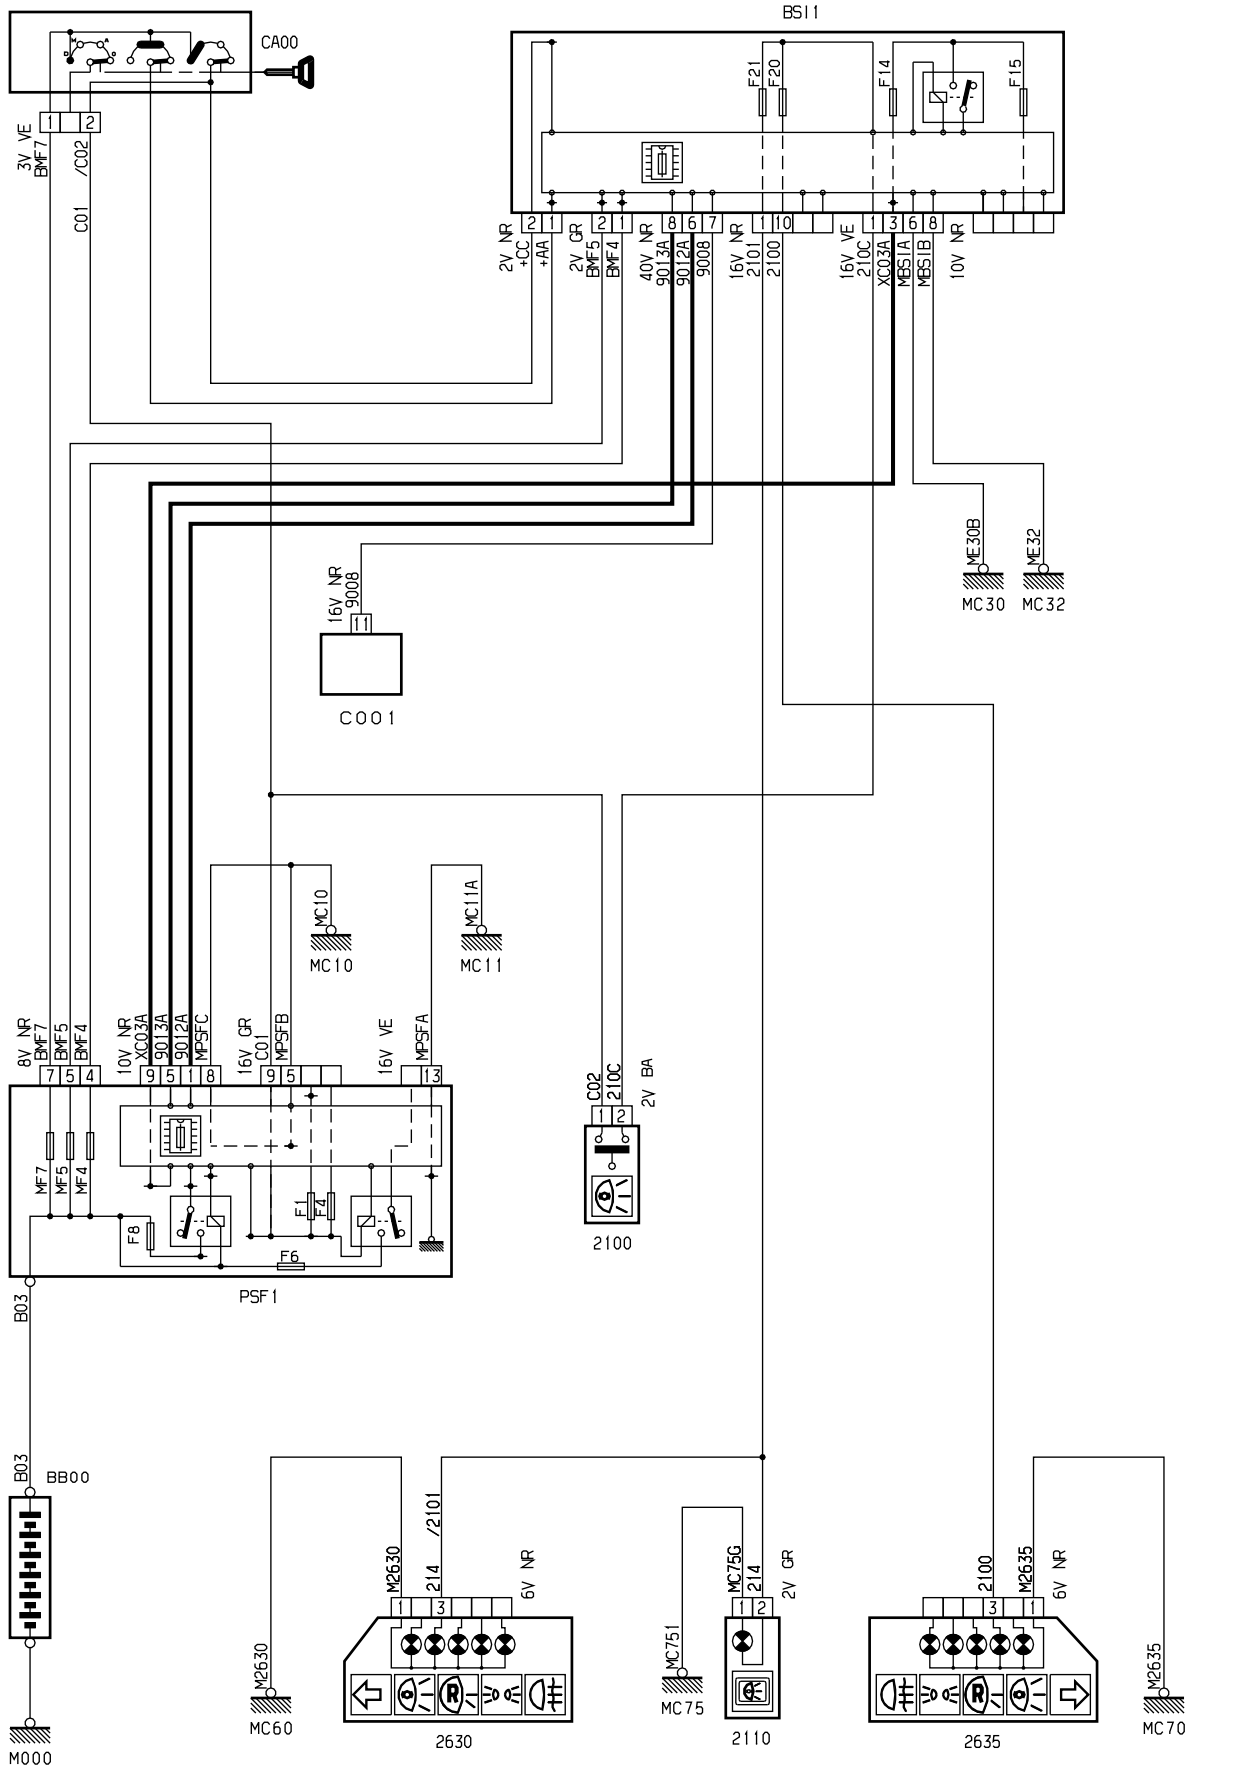 BSI1
CA00
M
A
D
1
2
3V VE
BMF7
/C02
C01
F21
F20
F14
F15
2
1
2
1
8
6
7
1
10
1
3
6
8
2V NR
+CC
+AA
2V GR
BMF5
BMF4
40V NR
9013A
9012A
9008
16V NR
2101
2100
16V VE
210C
XC03A
MBSIA
MBSIB
10V NR
ME30B
ME32
MC30
MC32
16V NR
9008
11
C001
MC10
MC11A
MC10
MC11
8V NR
BMF7
BMF5
BMF4
10V NR
XC03A
9013A
9012A
MPSFC
16V GR
C01
MPSFB
16V VE
MPSFA
7
5
4
9
5
1
8
9
5
13
MF7
MF5
MF4
F8
F1
F4
F6
PSF1
C02
210C
2V BA
1
2
2100
B03
B03
BB00
M000
M2630
MC60
M2630
214
/2101
6V NR
1
3
R
2630
MC751
MC75
MC75G
214
2V GR
1
2
2110
2100
M2635
6V NR
3
1
R
2635
M2635
MC70